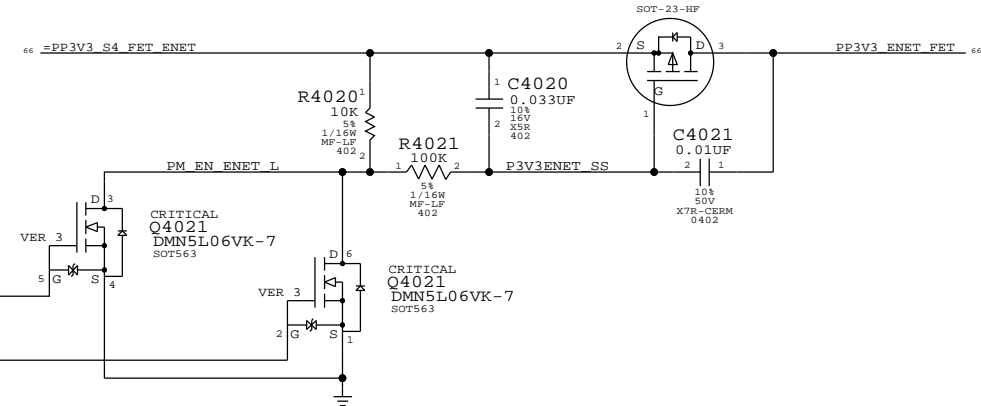 SOT-23-HF
66 =PP3V3_S4_FET_ENET
2 S D 3
PP3V3_ENET_FET 66
G
1
R4020
10K
5%
1/16W
MF-LF
402
1
2
C4020
0.033UF
10%
16V
X5R
402
1
2
R4021
100K
1 2
5%
1/16W
MF-LF
402
C4021
0.01UF
2 1
10%
50V
X7R-CERM
0402
PM_EN_ENET_L
P3V3ENET_SS
D 3
CRITICAL
Q4021
DMN5L06VK-7
SOT563
VER 3
5 G S 4
D 6
CRITICAL
Q4021
DMN5L06VK-7
SOT563
VER 3
2 G S 1